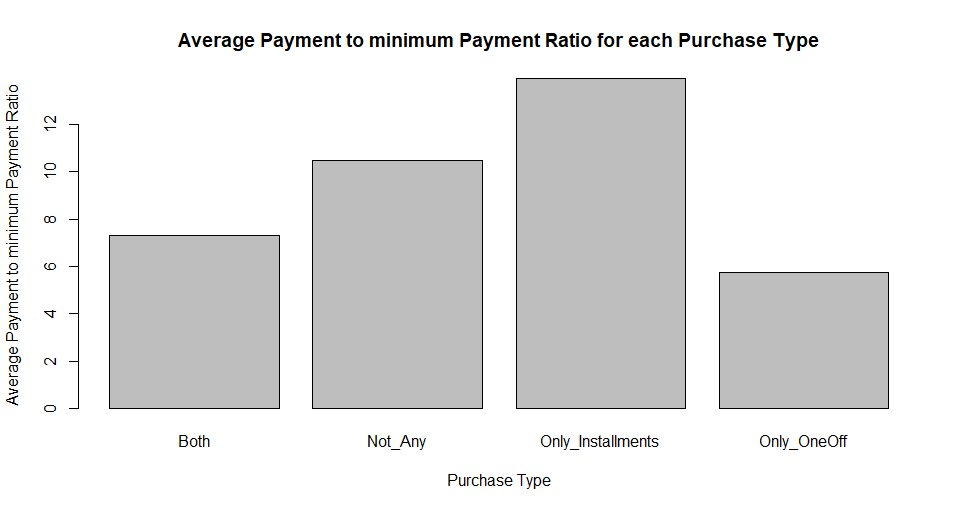 Average Payment to minimum Payment Ratio for each Purchase Type
Average Payment to minimum Payment Ratio
12
10
8
6
4
2
0
Both Not_Any Only_Installments Only_OneOff
Purchase Type